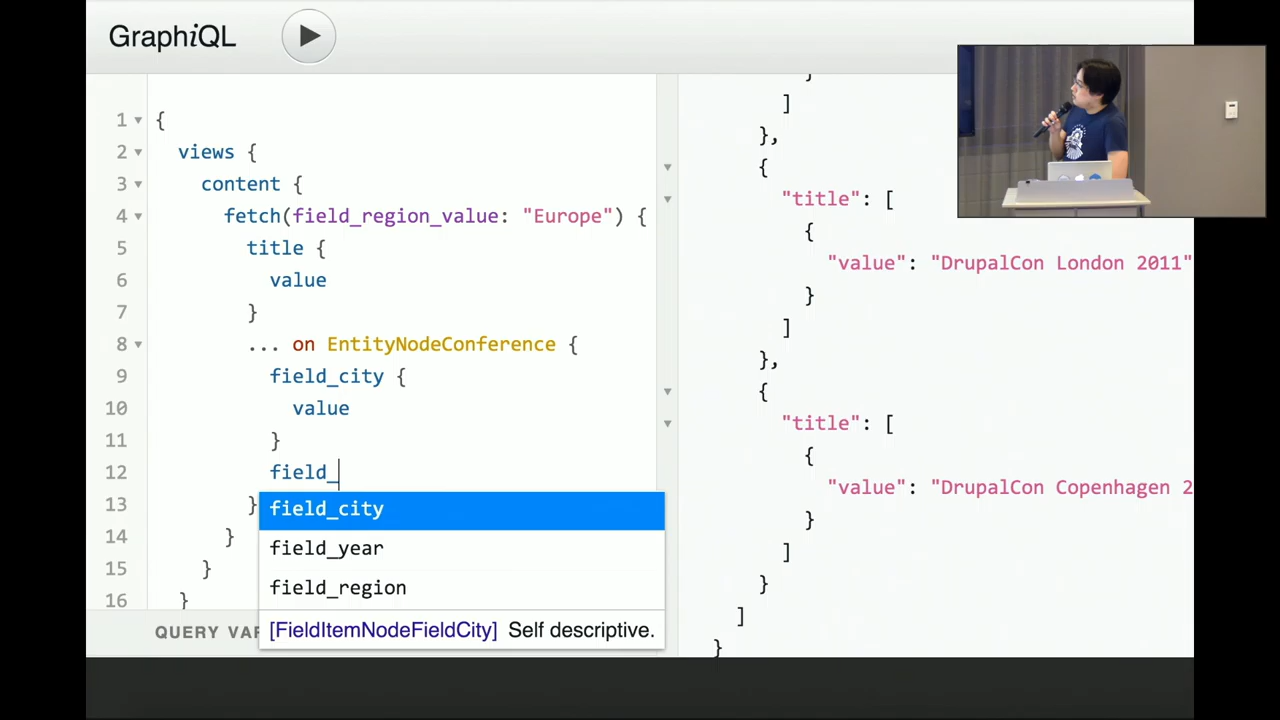 GraphiQL
1 {
2 views {
3 content {
4 fetch(field_region_value: "Europe") {
5 title {
6 value
7 }
8 ... on EntityNodeConference {
9 field_city {
10 value
11 }
12 field_
13 }
14 }
15 }
16 }
field_city
field_year
field_region
[FieldItemNodeFieldCity] Self descriptive.
QUERY VAR
}
]
},
{
"title": [
{
"value": "DrupalCon London 2011"
}
]
},
{
"title": [
{
"value": "DrupalCon Copenhagen 2
}
]
}
]
}